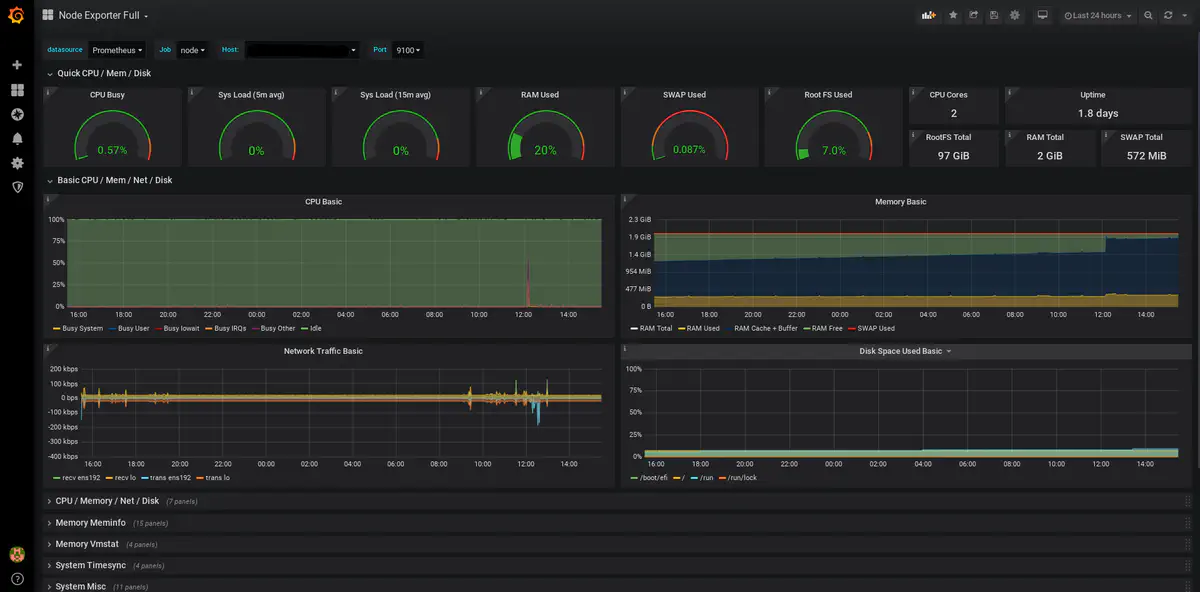 Node Exporter Full
Last 24 hours
datasource Prometheus Job node Host: Port 9100
Quick CPU / Mem / Disk
CPU Busy
0.57%
Sys Load (5m avg)
0%
Sys Load (15m avg)
0%
RAM Used
20%
SWAP Used
0.087%
Root FS Used
7.0%
CPU Cores
2
Uptime
1.8 days
RootFS Total
97 GiB
RAM Total
2 GiB
SWAP Total
572 MiB
Basic CPU / Mem / Net / Disk
CPU Basic
100%
75%
50%
25%
0%
16:00 18:00 20:00 22:00 00:00 02:00 04:00 06:00 08:00 10:00 12:00 14:00
Busy System Busy User Busy Iowait Busy IRQs Busy Other Idle
Memory Basic
2.3 GiB
1.9 GiB
1.4 GiB
954 MiB
477 MiB
0 B
16:00 18:00 20:00 22:00 00:00 02:00 04:00 06:00 08:00 10:00 12:00 14:00
RAM Total RAM Used RAM Cache + Buffer RAM Free SWAP Used
Network Traffic Basic
200 kbps
100 kbps
0 bps
-100 kbps
-200 kbps
-300 kbps
-400 kbps
16:00 18:00 20:00 22:00 00:00 02:00 04:00 06:00 08:00 10:00 12:00 14:00
recv ens192 recv lo trans ens192 trans lo
Disk Space Used Basic
100%
75%
50%
25%
0%
16:00 18:00 20:00 22:00 00:00 02:00 04:00 06:00 08:00 10:00 12:00 14:00
/boot/efi / /run /run/lock
CPU / Memory / Net / Disk (7 panels)
Memory Meminfo (15 panels)
Memory Vmstat (4 panels)
System Timesync (4 panels)
System Misc (11 panels)